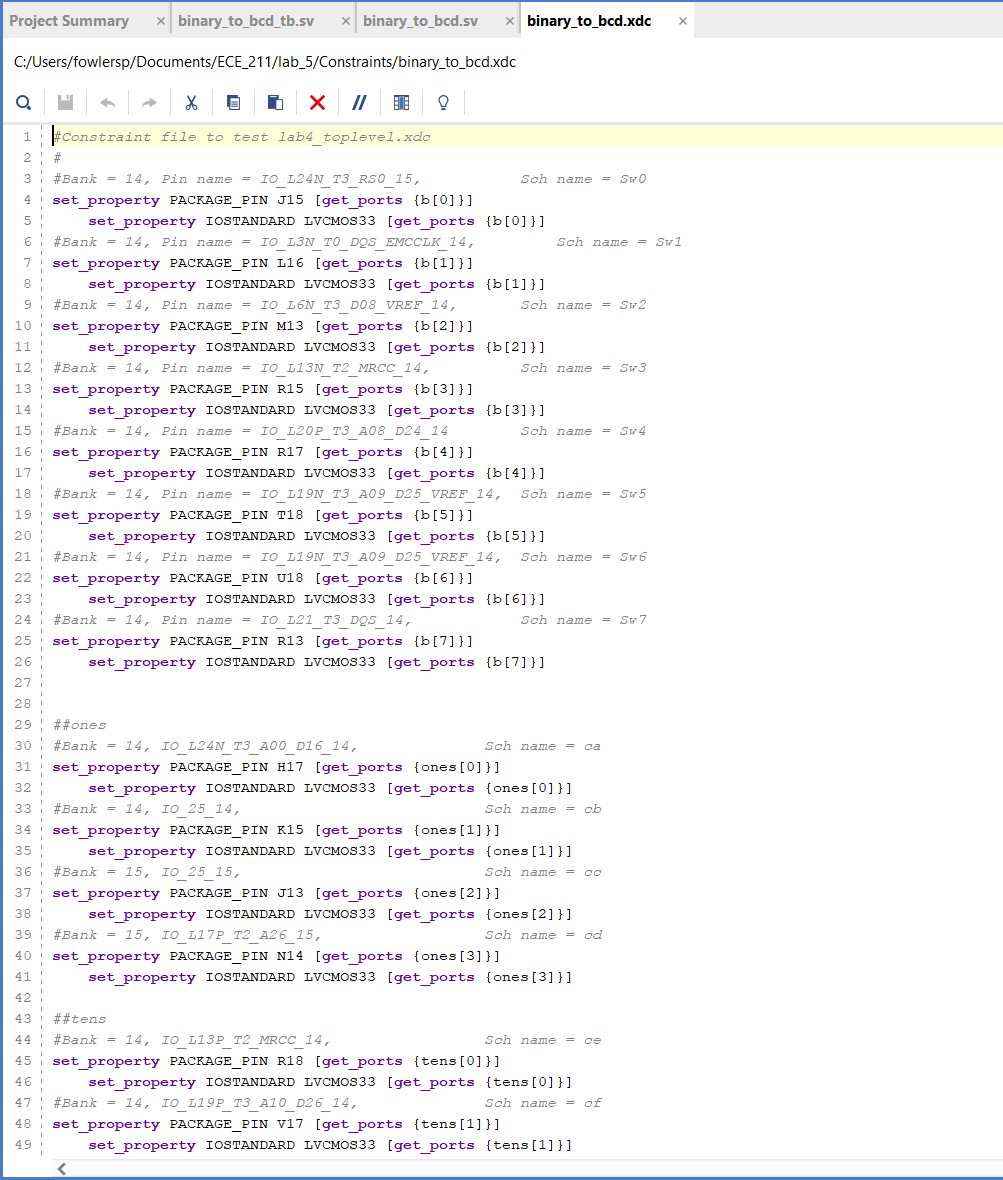 Project Summary × binary_to_bcd_tb.sv × binary_to_bcd.sv × binary_to_bcd.xdc ×
C:/Users/fowlersp/Documents/ECE_211/lab_5/Constraints/binary_to_bcd.xdc
1 #Constraint file to test lab4_toplevel.xdc
2 #
3 #Bank = 14, Pin name = IO_L24N_T3_RS0_15, Sch name = Sw0
4 set_property PACKAGE_PIN J15 [get_ports {b[0]}]
5 set_property IOSTANDARD LVCMOS33 [get_ports {b[0]}]
6 #Bank = 14, Pin name = IO_L3N_T0_DQS_EMCCLK_14, Sch name = Sw1
7 set_property PACKAGE_PIN L16 [get_ports {b[1]}]
8 set_property IOSTANDARD LVCMOS33 [get_ports {b[1]}]
9 #Bank = 14, Pin name = IO_L6N_T3_D08_VREF_14, Sch name = Sw2
10 set_property PACKAGE_PIN M13 [get_ports {b[2]}]
11 set_property IOSTANDARD LVCMOS33 [get_ports {b[2]}]
12 #Bank = 14, Pin name = IO_L13N_T2_MRCC_14, Sch name = Sw3
13 set_property PACKAGE_PIN R15 [get_ports {b[3]}]
14 set_property IOSTANDARD LVCMOS33 [get_ports {b[3]}]
15 #Bank = 14, Pin name = IO_L20P_T3_A08_D24_14 Sch name = Sw4
16 set_property PACKAGE_PIN R17 [get_ports {b[4]}]
17 set_property IOSTANDARD LVCMOS33 [get_ports {b[4]}]
18 #Bank = 14, Pin name = IO_L19N_T3_A09_D25_VREF_14, Sch name = Sw5
19 set_property PACKAGE_PIN T18 [get_ports {b[5]}]
20 set_property IOSTANDARD LVCMOS33 [get_ports {b[5]}]
21 #Bank = 14, Pin name = IO_L19N_T3_A09_D25_VREF_14, Sch name = Sw6
22 set_property PACKAGE_PIN U18 [get_ports {b[6]}]
23 set_property IOSTANDARD LVCMOS33 [get_ports {b[6]}]
24 #Bank = 14, Pin name = IO_L21_T3_DQS_14, Sch name = Sw7
25 set_property PACKAGE_PIN R13 [get_ports {b[7]}]
26 set_property IOSTANDARD LVCMOS33 [get_ports {b[7]}]
27
28
29 ##ones
30 #Bank = 14, IO_L24N_T3_A00_D16_14, Sch name = ca
31 set_property PACKAGE_PIN H17 [get_ports {ones[0]}]
32 set_property IOSTANDARD LVCMOS33 [get_ports {ones[0]}]
33 #Bank = 14, IO_25_14, Sch name = cb
34 set_property PACKAGE_PIN K15 [get_ports {ones[1]}]
35 set_property IOSTANDARD LVCMOS33 [get_ports {ones[1]}]
36 #Bank = 15, IO_25_15, Sch name = cc
37 set_property PACKAGE_PIN J13 [get_ports {ones[2]}]
38 set_property IOSTANDARD LVCMOS33 [get_ports {ones[2]}]
39 #Bank = 15, IO_L17P_T2_A26_15, Sch name = cd
40 set_property PACKAGE_PIN N14 [get_ports {ones[3]}]
41 set_property IOSTANDARD LVCMOS33 [get_ports {ones[3]}]
42
43 ##tens
44 #Bank = 14, IO_L13P_T2_MRCC_14, Sch name = ce
45 set_property PACKAGE_PIN R18 [get_ports {tens[0]}]
46 set_property IOSTANDARD LVCMOS33 [get_ports {tens[0]}]
47 #Bank = 14, IO_L19P_T3_A10_D26_14, Sch name = cf
48 set_property PACKAGE_PIN V17 [get_ports {tens[1]}]
49 set_property IOSTANDARD LVCMOS33 [get_ports {tens[1]}]